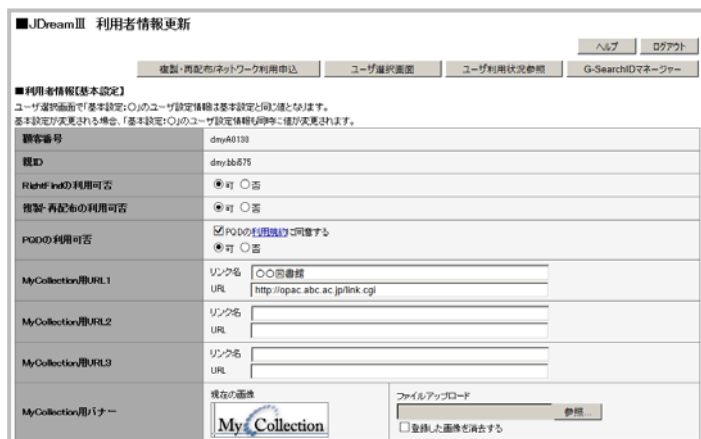 ■JDreamⅢ 利用者情報更新
ヘルプ ログアウト
複製・再配布/ネットワーク利用申込 ユーザ選択画面 ユーザ利用状況参照 G-SearchIDマネージャー
■利用者情報【基本設定】
ユーザ選択画面で「基本設定:〇」のユーザ設定情報は基本設定と同じ値となります。
基本設定が変更される場合、「基本設定:〇」のユーザ設定情報も同時に値が変更されます。
顧客番号 dmyA0139
親ID dmybbi575
RightFindの利用可否 可 否
複製・再配布の利用可否 可 否
PQDの利用可否
PQDの利用規約に同意する
可 否
MyCollection用URL1
リンク名 〇〇図書館
URL http://opac.abc.ac.jp/link.cgi
MyCollection用URL2
リンク名
URL
MyCollection用URL3
リンク名
URL
MyCollection用バナー
現在の画像
My Collection
ファイルアップロード
参照...
登録した画像を消去する